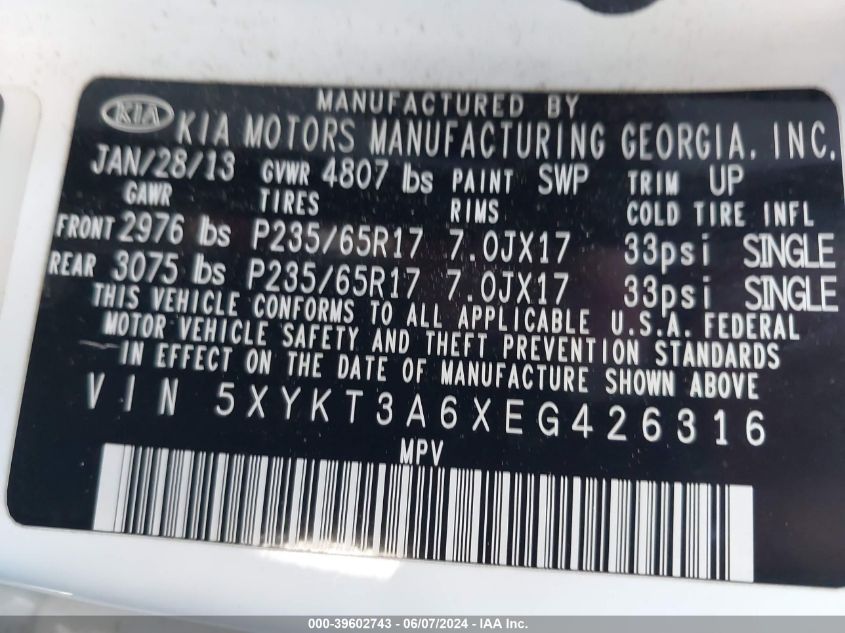 MANUFACTURED BY
KIA KIA MOTORS MANUFACTURING GEORGIA, INC.
JAN/28/13 GVWR 4807 lbs PAINT SWP TRIM UP
GAWR TIRES RIMS COLD TIRE INFL
FRONT 2976 lbs P235/65R17 7.0JX17 33psi SINGLE
REAR 3075 lbs P235/65R17 7.0JX17 33psi SINGLE
THIS VEHICLE CONFORMS TO ALL APPLICABLE U.S.A. FEDERAL
MOTOR VEHICLE SAFETY AND THEFT PREVENTION STANDARDS
IN EFFECT ON THE DATE OF MANUFACTURE SHOWN ABOVE
VIN 5XYKT3A6XEG426316
MPV
000-39602743 - 06/07/2024 - IAA Inc.